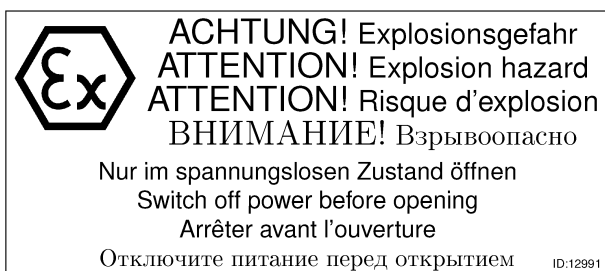 Ex
ACHTUNG! Explosionsgefahr
ATTENTION! Explosion hazard
ATTENTION! Risque d'explosion
ВНИМАНИЕ! Взрывоопасно
Nur im spannungslosen Zustand öffnen
Switch off power before opening
Arrêter avant l'ouverture
Отключите питание перед открытием
ID:12991